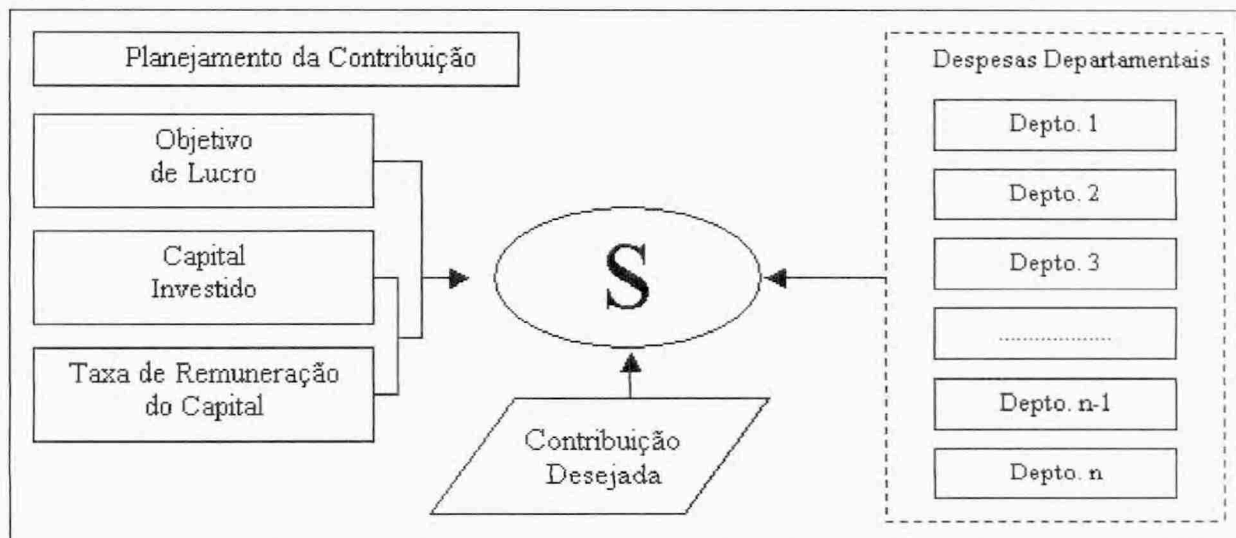 Planejamento da Contribuição
Objetivo
de Lucro
Capital
Investido
Taxa de Remuneração
do Capital
S
Contribuição
Desejada
Despesas Departamentais
Depto. 1
Depto. 2
Depto. 3
...................
Depto. n-1
Depto. n